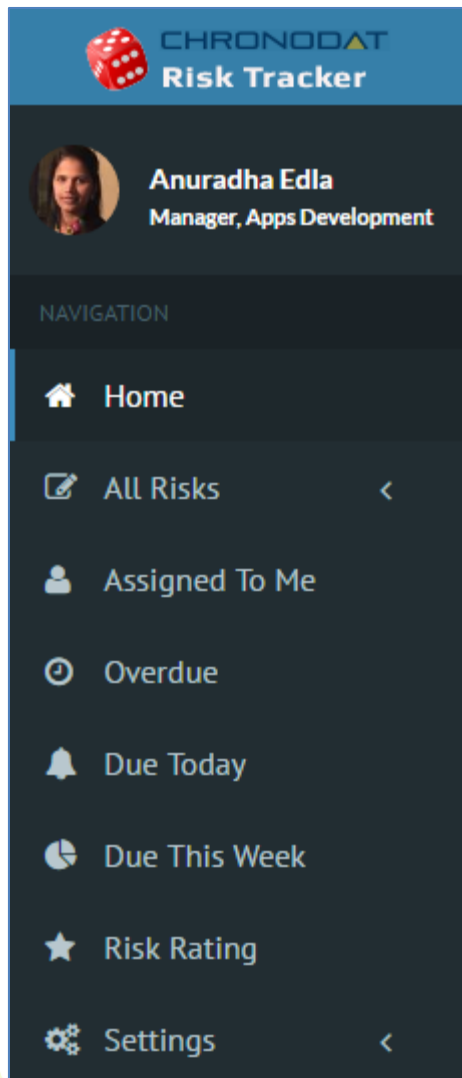 CHRONODAT
Risk Tracker
Anuradha Edla
Manager, Apps Development
NAVIGATION
Home
All Risks
Assigned To Me
Overdue
Due Today
Due This Week
Risk Rating
Settings